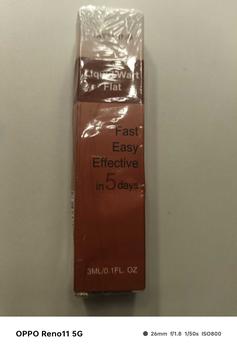 Liquid Wart
Flat
Fast
Easy
Effective
in 5 days
3ML/0.1FL. OZ
OPPO Reno11 5G
26mm f/1.8 1/50s ISO800